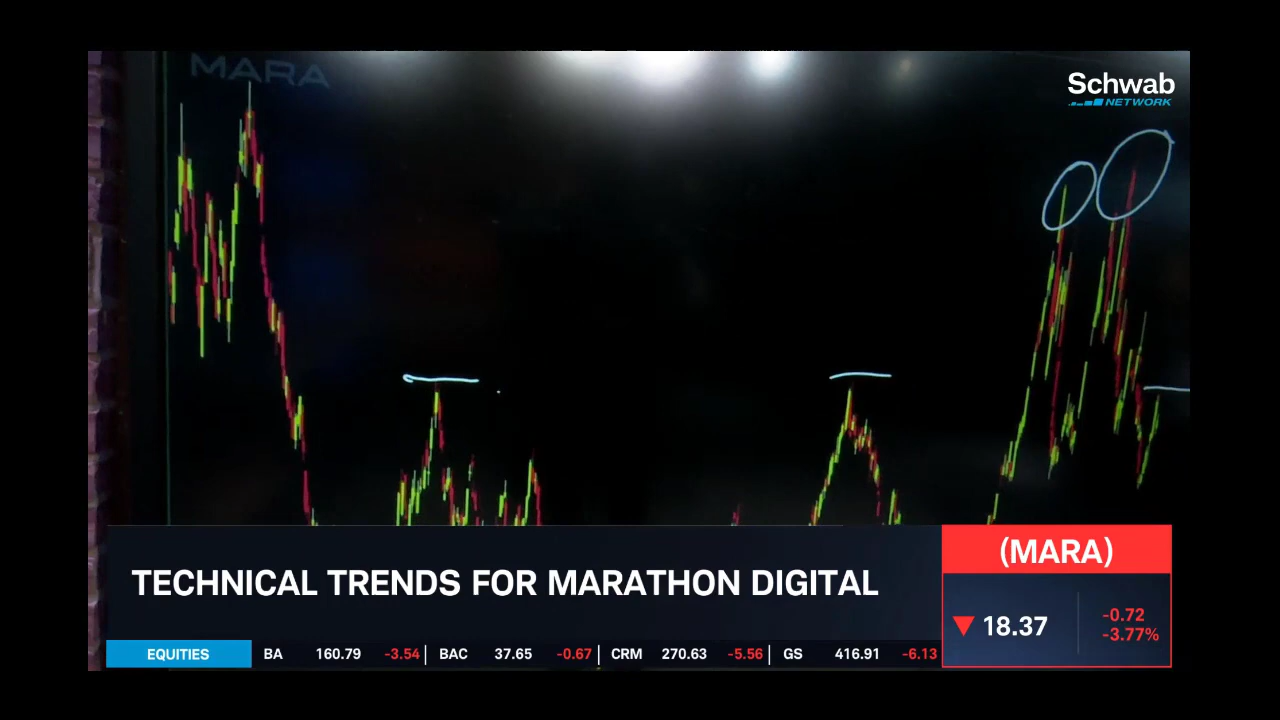 MARA
Schwab
NETWORK
TECHNICAL TRENDS FOR MARATHON DIGITAL
(MARA)
18.37
-0.72
-3.77%
EQUITIES BA 160.79 -3.54 BAC 37.65 -0.67 CRM 270.63 -5.56 GS 416.91 -6.13